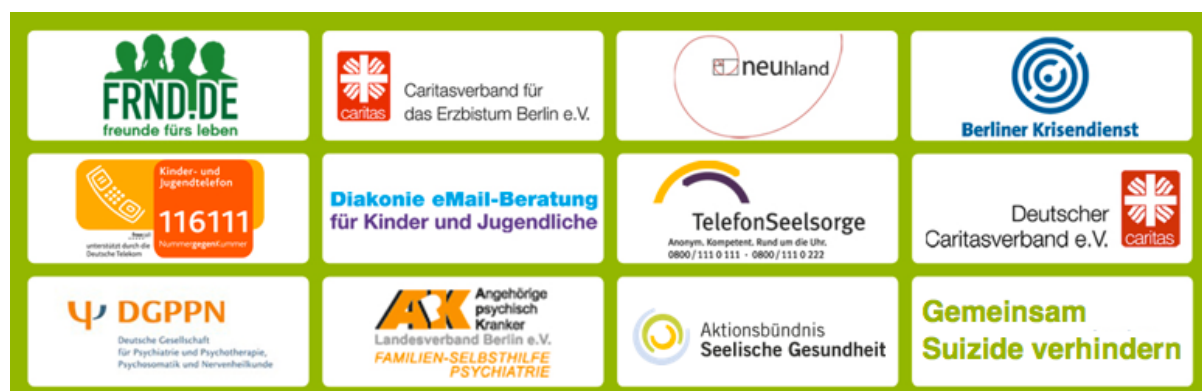 FRND.DE
freunde fürs leben
caritas
Caritasverband für
das Erzbistum Berlin e.V.
neuhland
Berliner Krisendienst
Kinder- und
Jugendtelefon
116111
NummergegenKummer
unterstützt durch die
Deutsche Telekom
Diakonie eMail-Beratung
für Kinder und Jugendliche
TelefonSeelsorge
Anonym. Kompetent. Rund um die Uhr.
0800/111 0 111 · 0800/111 0 222
Deutscher
Caritasverband e.V.
caritas
DGPPN
Deutsche Gesellschaft
für Psychiatrie und Psychotherapie,
Psychosomatik und Nervenheilkunde
Angehörige
psychisch
Kranker
Landesverband Berlin e.V.
FAMILIEN-SELBSTHILFE
PSYCHIATRIE
Aktionsbündnis
Seelische Gesundheit
Gemeinsam
Suizide verhindern